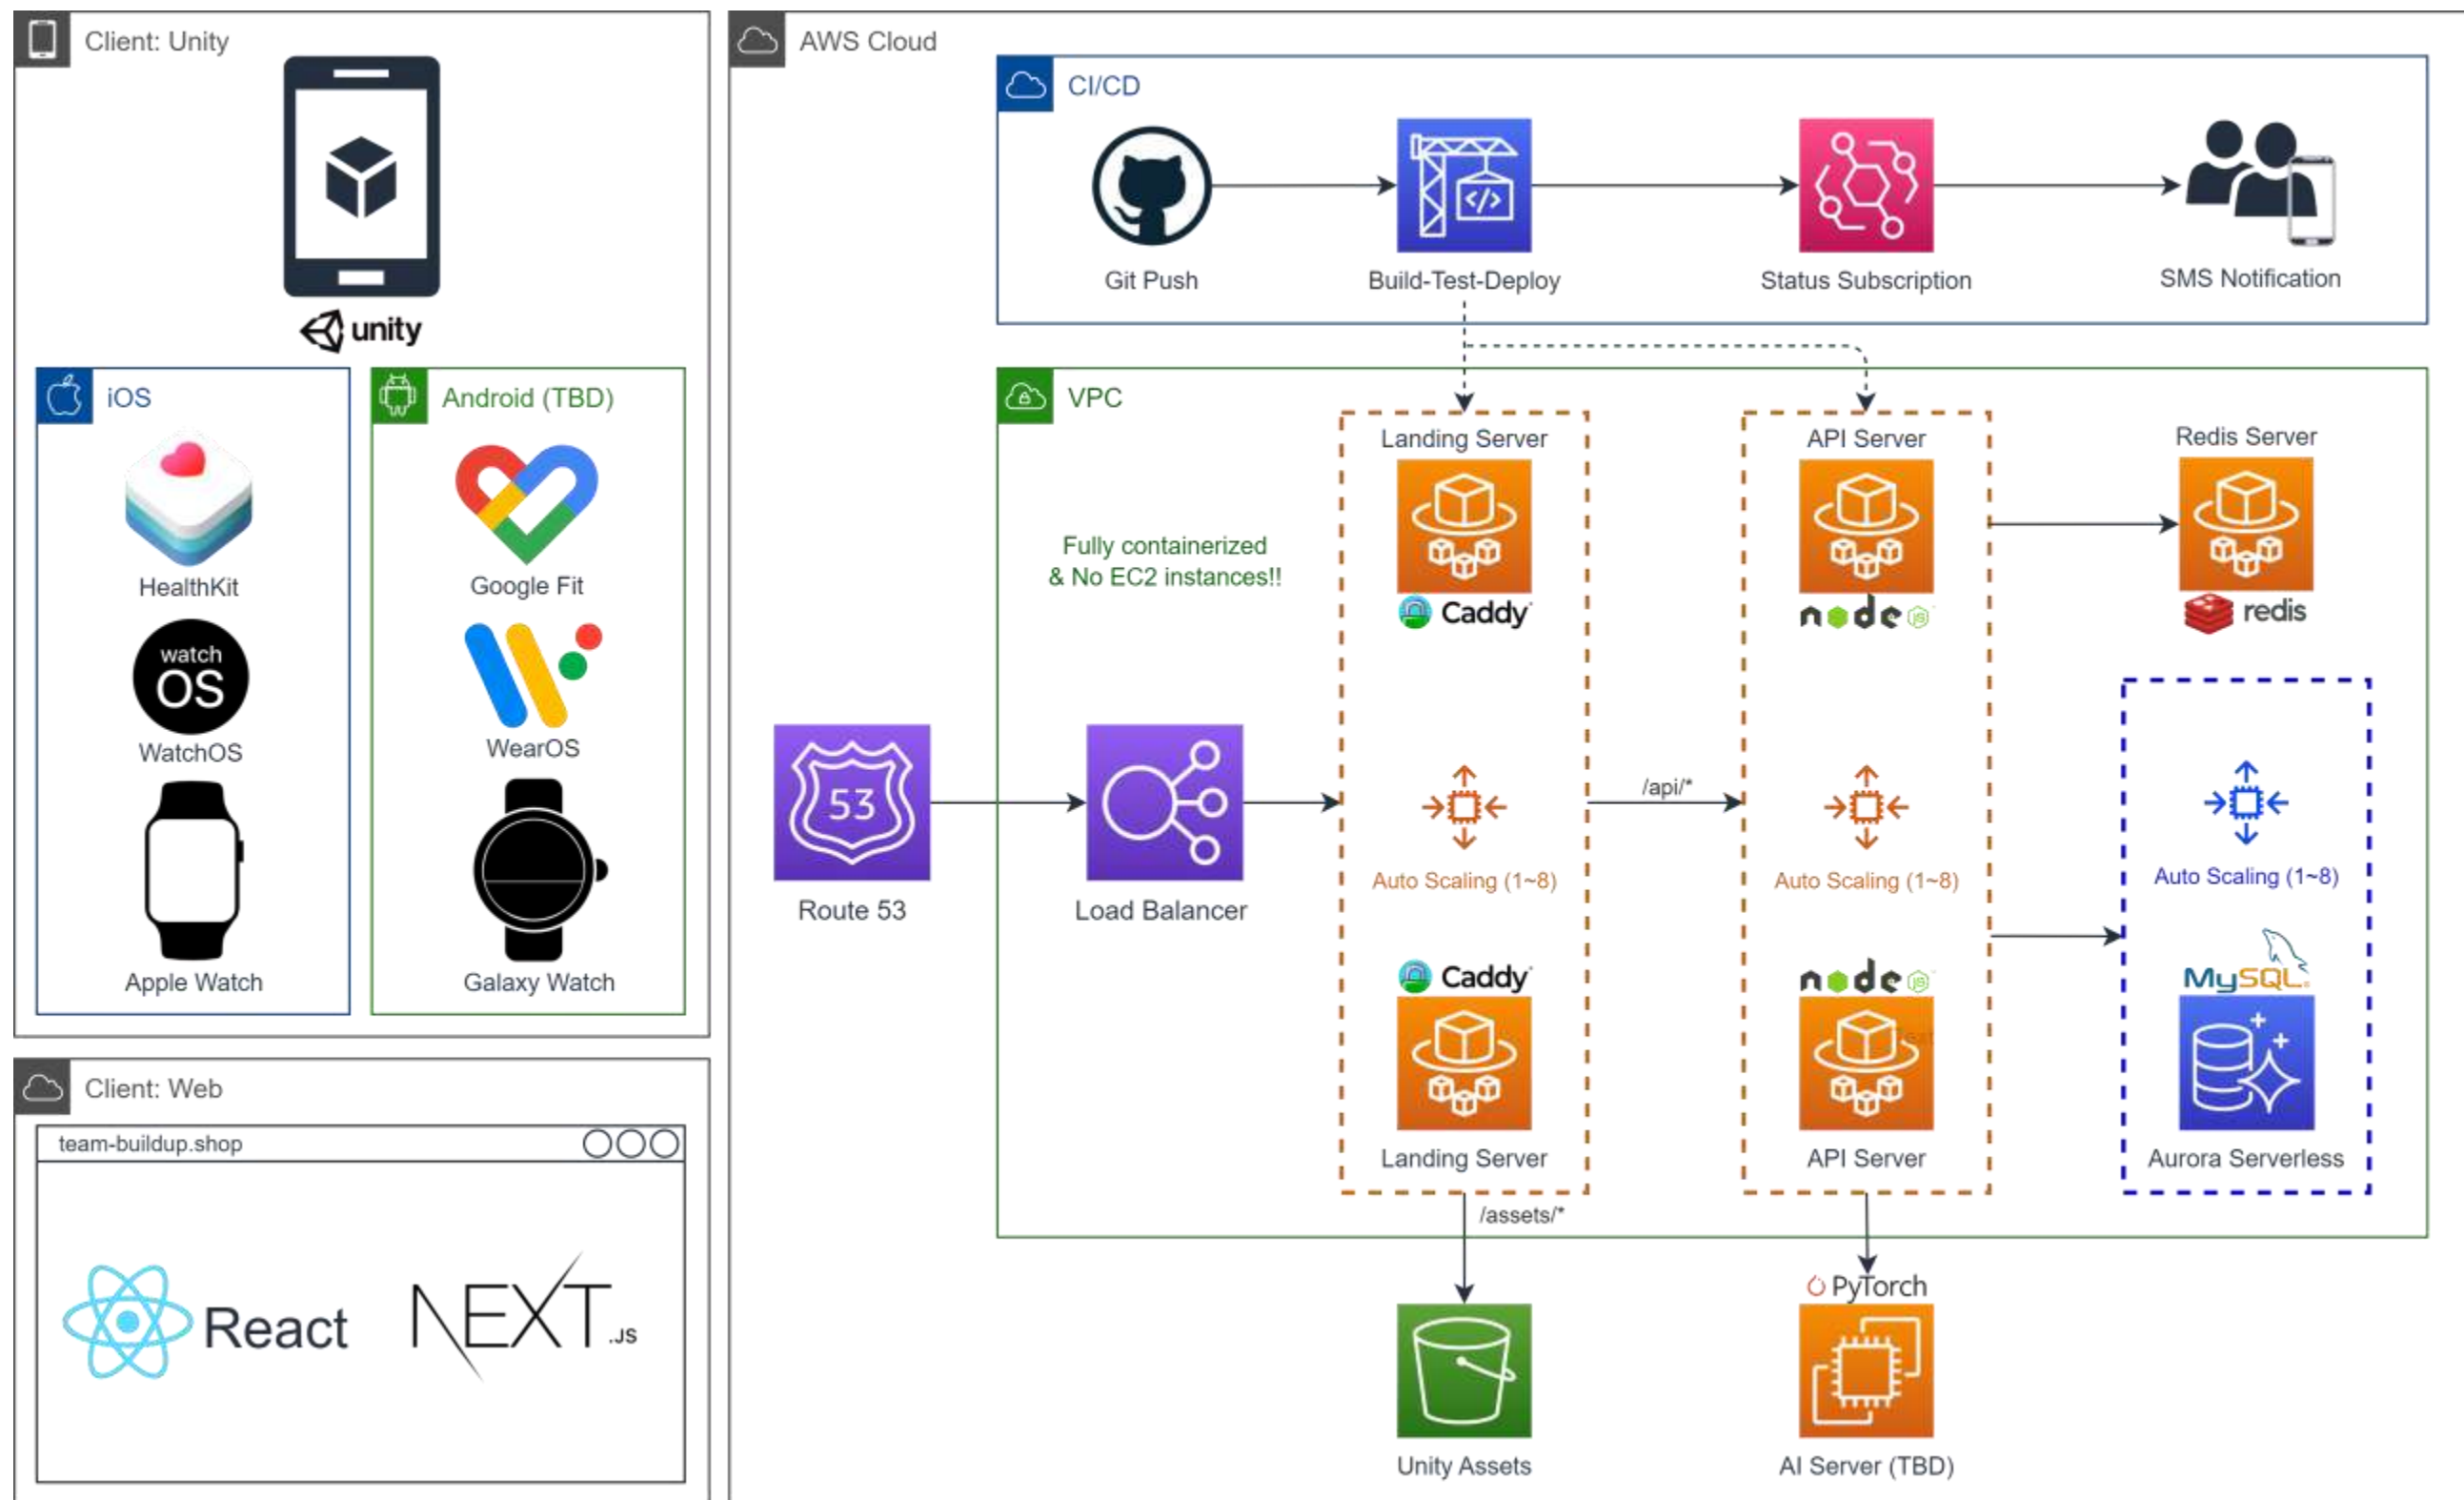 Client: Unity
unity
iOS
HealthKit
watch
OS
WatchOS
Apple Watch
Android (TBD)
Google Fit
WearOS
Galaxy Watch
Client: Web
team-buildup.shop
React
NEXT.JS
AWS Cloud
CI/CD
</>
Git Push
Build-Test-Deploy
Status Subscription
SMS Notification
VPC
Fully containerized
& No EC2 instances!!
53
Route 53
Load Balancer
Landing Server
Caddy
Auto Scaling (1~8)
Caddy
Landing Server
/api/*
/assets/*
API Server
node JS
Auto Scaling (1~8)
node JS
Text
API Server
Redis Server
redis
Auto Scaling (1~8)
MySQL
Aurora Serverless
Unity Assets
PyTorch
AI Server (TBD)